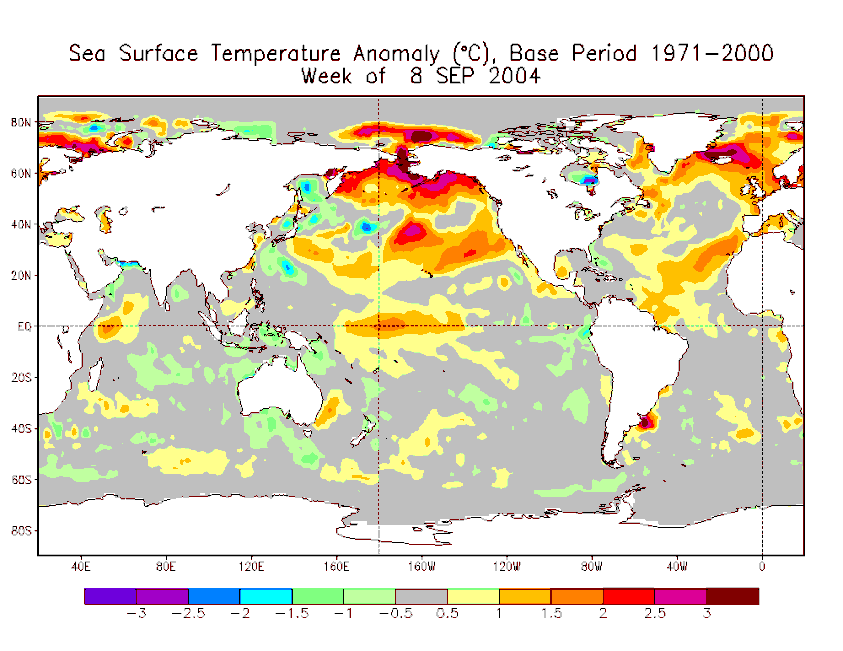 Sea Surface Temperature Anomaly (°C), Base Period 1971-2000
Week of 8 SEP 2004
80N
60N
40N
20N
EQ
20S
40S
60S
80S
40E 80E 120E 160E 160W 120W 80W 40W 0
-3 -2.5 -2 -1.5 -1 -0.5 0.5 1 1.5 2 2.5 3